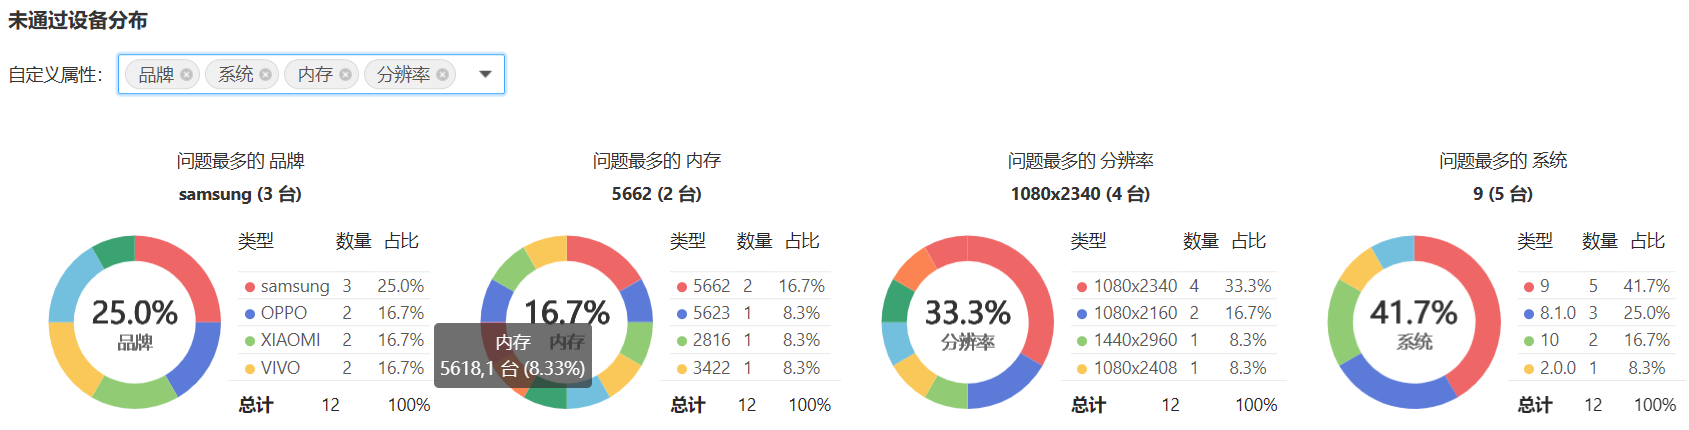 未通过设备分布
自定义属性： 品牌 系统 内存 分辨率
问题最多的 品牌
samsung (3 台)
25.0%
品牌
类型 数量 占比
samsung 3 25.0%
OPPO 2 16.7%
XIAOMI 2 16.7%
VIVO 2 16.7%
总计 12 100%
问题最多的 内存
5662 (2 台)
16.7%
内存
内存
5618,1 台 (8.33%)
类型 数量 占比
5662 2 16.7%
5623 1 8.3%
2816 1 8.3%
3422 1 8.3%
总计 12 100%
问题最多的 分辨率
1080x2340 (4 台)
33.3%
分辨率
类型 数量 占比
1080x2340 4 33.3%
1080x2160 2 16.7%
1440x2960 1 8.3%
1080x2408 1 8.3%
总计 12 100%
问题最多的 系统
9 (5 台)
41.7%
系统
类型 数量 占比
9 5 41.7%
8.1.0 3 25.0%
10 2 16.7%
2.0.0 1 8.3%
总计 12 100%